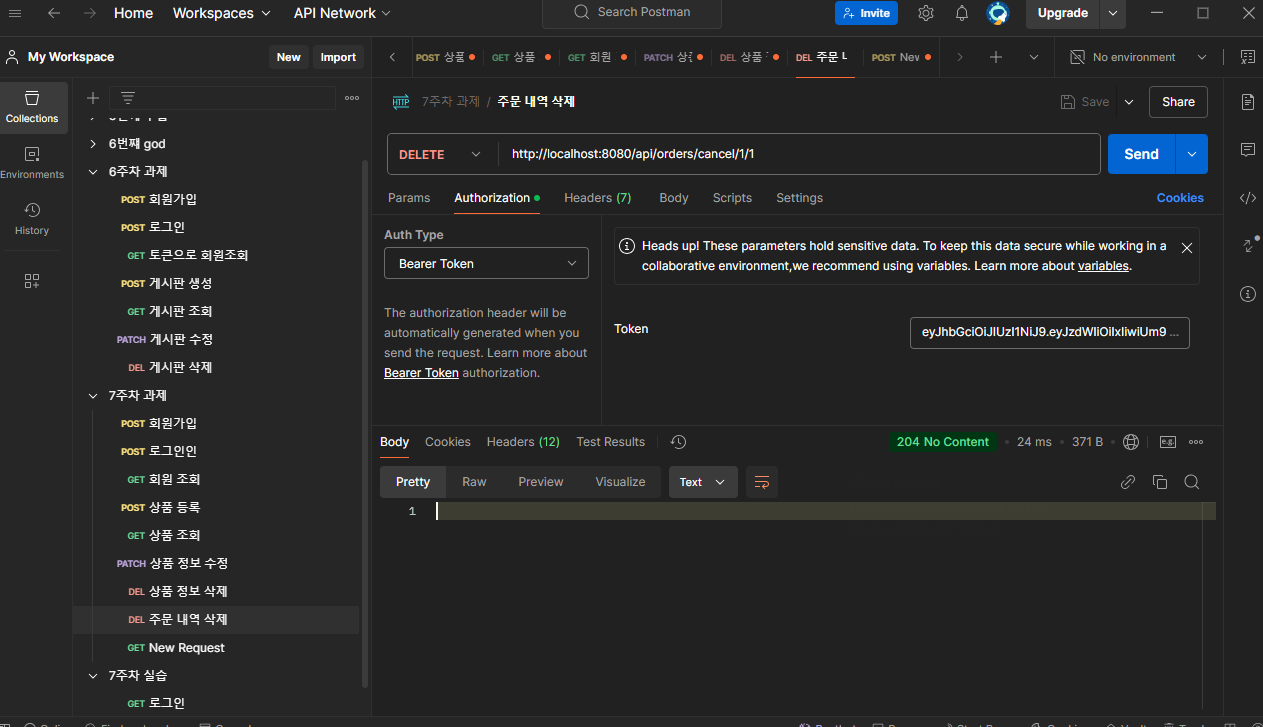 Home Workspaces API Network Search Postman Invite Upgrade
My Workspace New Import
POST 상품 GET 상품 GET 회원 PATCH DEL 상품 DEL 주문 POST New No environment
Collections
Environments
History
6번째 god
6주차 과제
POST 회원가입
POST 로그인
GET 토큰으로 회원조회
POST 게시판 생성
GET 게시판 조회
PATCH 게시판 수정
DEL 게시판 삭제
7주차 과제
POST 회원가입
POST 로그인인
GET 회원 조회
POST 상품 등록
GET 상품 조회
PATCH 상품 정보 수정
DEL 상품 정보 삭제
DEL 주문 내역 삭제
GET New Request
7주차 실습
GET 로그인
HTTP 7주차 과제 / 주문 내역 삭제 Save Share
DELETE http://localhost:8080/api/orders/cancel/1/1 Send
Params Authorization Headers (7) Body Scripts Settings Cookies
Auth Type
Bearer Token
The authorization header will be
automatically generated when you
send the request. Learn more about
Bearer Token authorization.
Heads up! These parameters hold sensitive data. To keep this data secure while working in a
collaborative environment,we recommend using variables. Learn more about variables.
Token eyJhbGciOiJIUzI1NiJ9.eyJzdWIiOiIxIiwiUm9 ...
Body Cookies Headers (12) Test Results 204 No Content 24 ms 371 B e.g.
Pretty Raw Preview Visualize Text
1